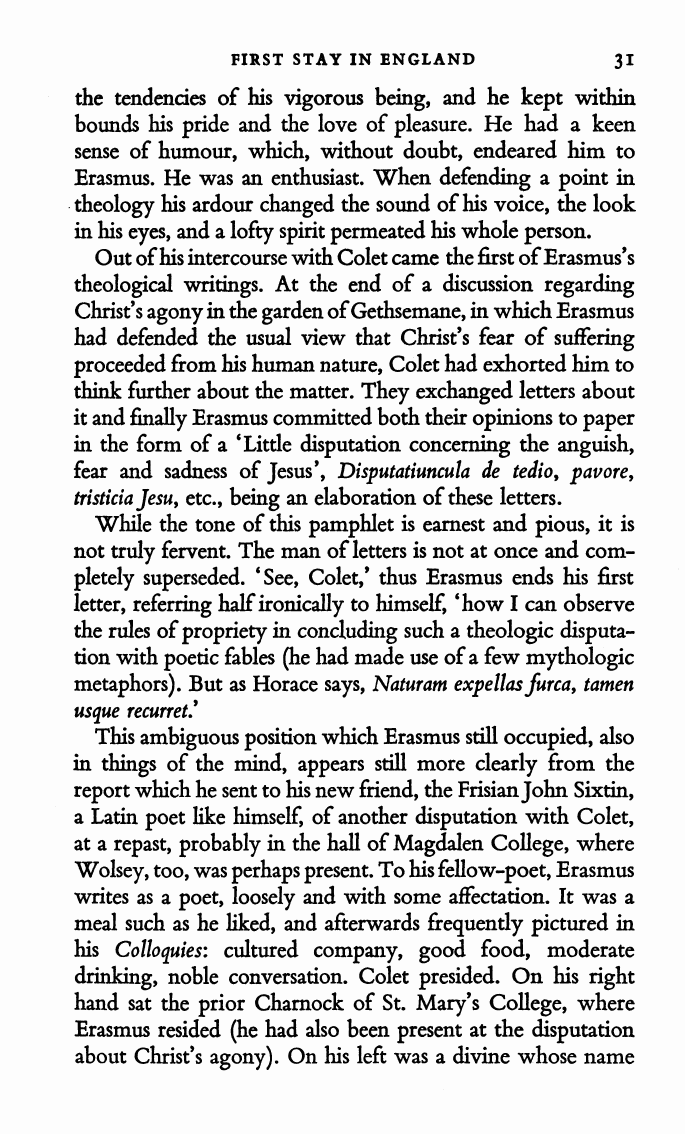 FIRST STAY IN ENGLAND 31
the tendencies of his vigorous being, and he kept within
bounds his pride and the love of pleasure. He had a keen
sense of humour, which, without doubt, endeared him to
Erasmus. He was an enthusiast. When defending a point in
theology his ardour changed the sound of his voice, the look
in his eyes, and a lofty spirit permeated his whole person.
Out of his intercourse with Colet came the first of Erasmus's
theological writings. At the end of a discussion regarding
Christ's agony in the garden of Gethsemane, in which Erasmus
had defended the usual view that Christ's fear of suffering
proceeded from his human nature, Colet had exhorted him to
think further about the matter. They exchanged letters about
it and finally Erasmus committed both their opinions to paper
in the form of a ‘Little disputation concerning the anguish,
fear and sadness of Jesus’, Disputatiuncula de tedio, pavore,
tristicia Jesu, etc., being an elaboration of these letters.
While the tone of this pamphlet is earnest and pious, it is
not truly fervent. The man of letters is not at once and com-
pletely superseded. ‘See, Colet,’ thus Erasmus ends his first
letter, referring half ironically to himself, ‘how I can observe
the rules of propriety in concluding such a theologic disputa-
tion with poetic fables (he had made use of a few mythologic
metaphors). But as Horace says, Naturam expellas furca, tamen
usque recurret.’
This ambiguous position which Erasmus still occupied, also
in things of the mind, appears still more clearly from the
report which he sent to his new friend, the Frisian John Sixtin,
a Latin poet like himself, of another disputation with Colet,
at a repast, probably in the hall of Magdalen College, where
Wolsey, too, was perhaps present. To his fellow-poet, Erasmus
writes as a poet, loosely and with some affectation. It was a
meal such as he liked, and afterwards frequently pictured in
his Colloquies: cultured company, good food, moderate
drinking, noble conversation. Colet presided. On his right
hand sat the prior Charnock of St. Mary's College, where
Erasmus resided (he had also been present at the disputation
about Christ's agony). On his left was a divine whose name